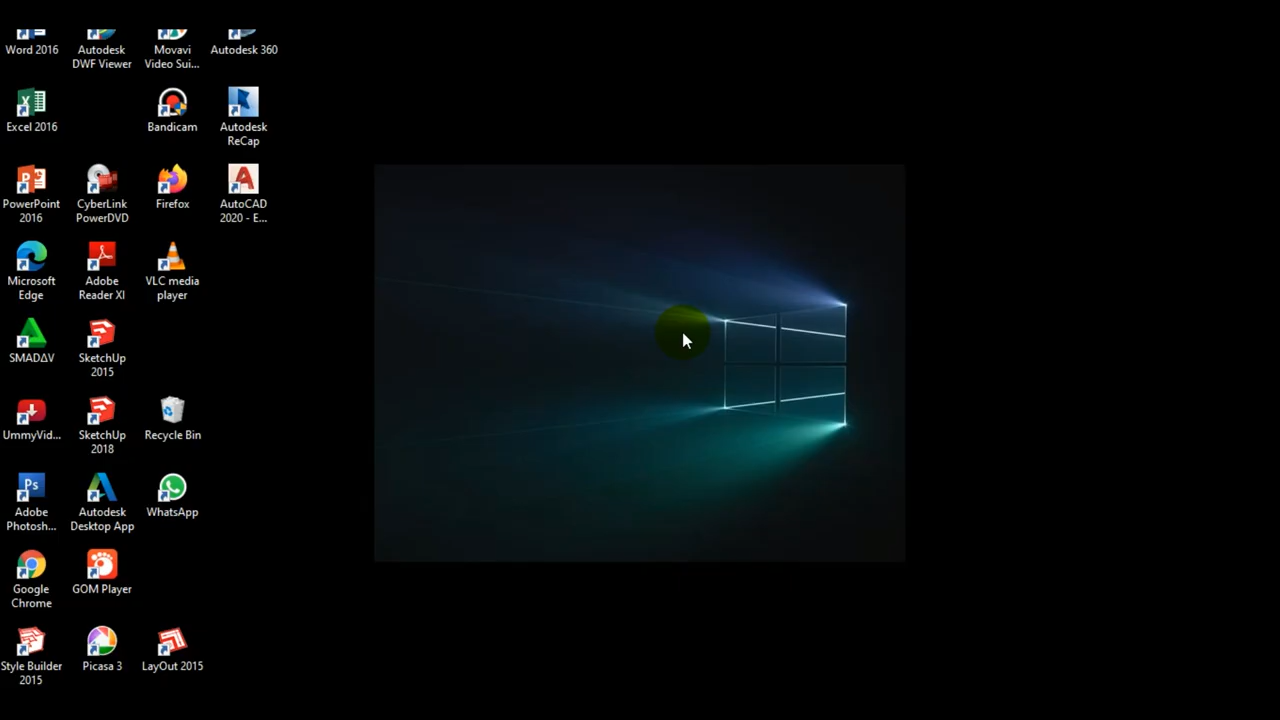 Word 2016
Autodesk
DWF Viewer
Movavi
Video Sui...
Autodesk 360
Excel 2016
Bandicam
Autodesk
ReCap
PowerPoint
2016
CyberLink
PowerDVD
Firefox
AutoCAD
2020 - E...
Microsoft
Edge
Adobe
Reader XI
VLC media
player
SMADΔV
SketchUp
2015
UmmyVid...
SketchUp
2018
Recycle Bin
Ps
Adobe
Photosh...
Autodesk
Desktop App
WhatsApp
Google
Chrome
GOM Player
Style Builder
2015
Picasa 3
LayOut 2015